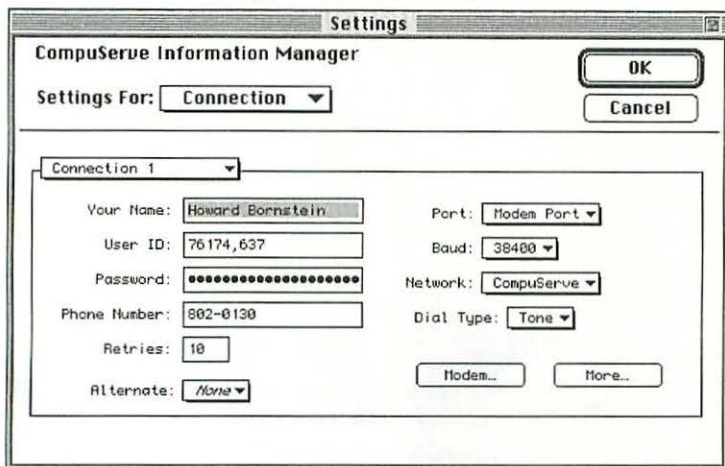 Settings
CompuServe Information Manager
Settings For: Connection
OK
Cancel
Connection 1
Your Name: Howard Bornstein
User ID: 76174,637
Password: ●●●●●●●●●●●●●●●●●●●●
Phone Number: 802-0130
Retries: 10
Alternate: None
Port: Modem Port
Baud: 38400
Network: CompuServe
Dial Type: Tone
Modem…
More…